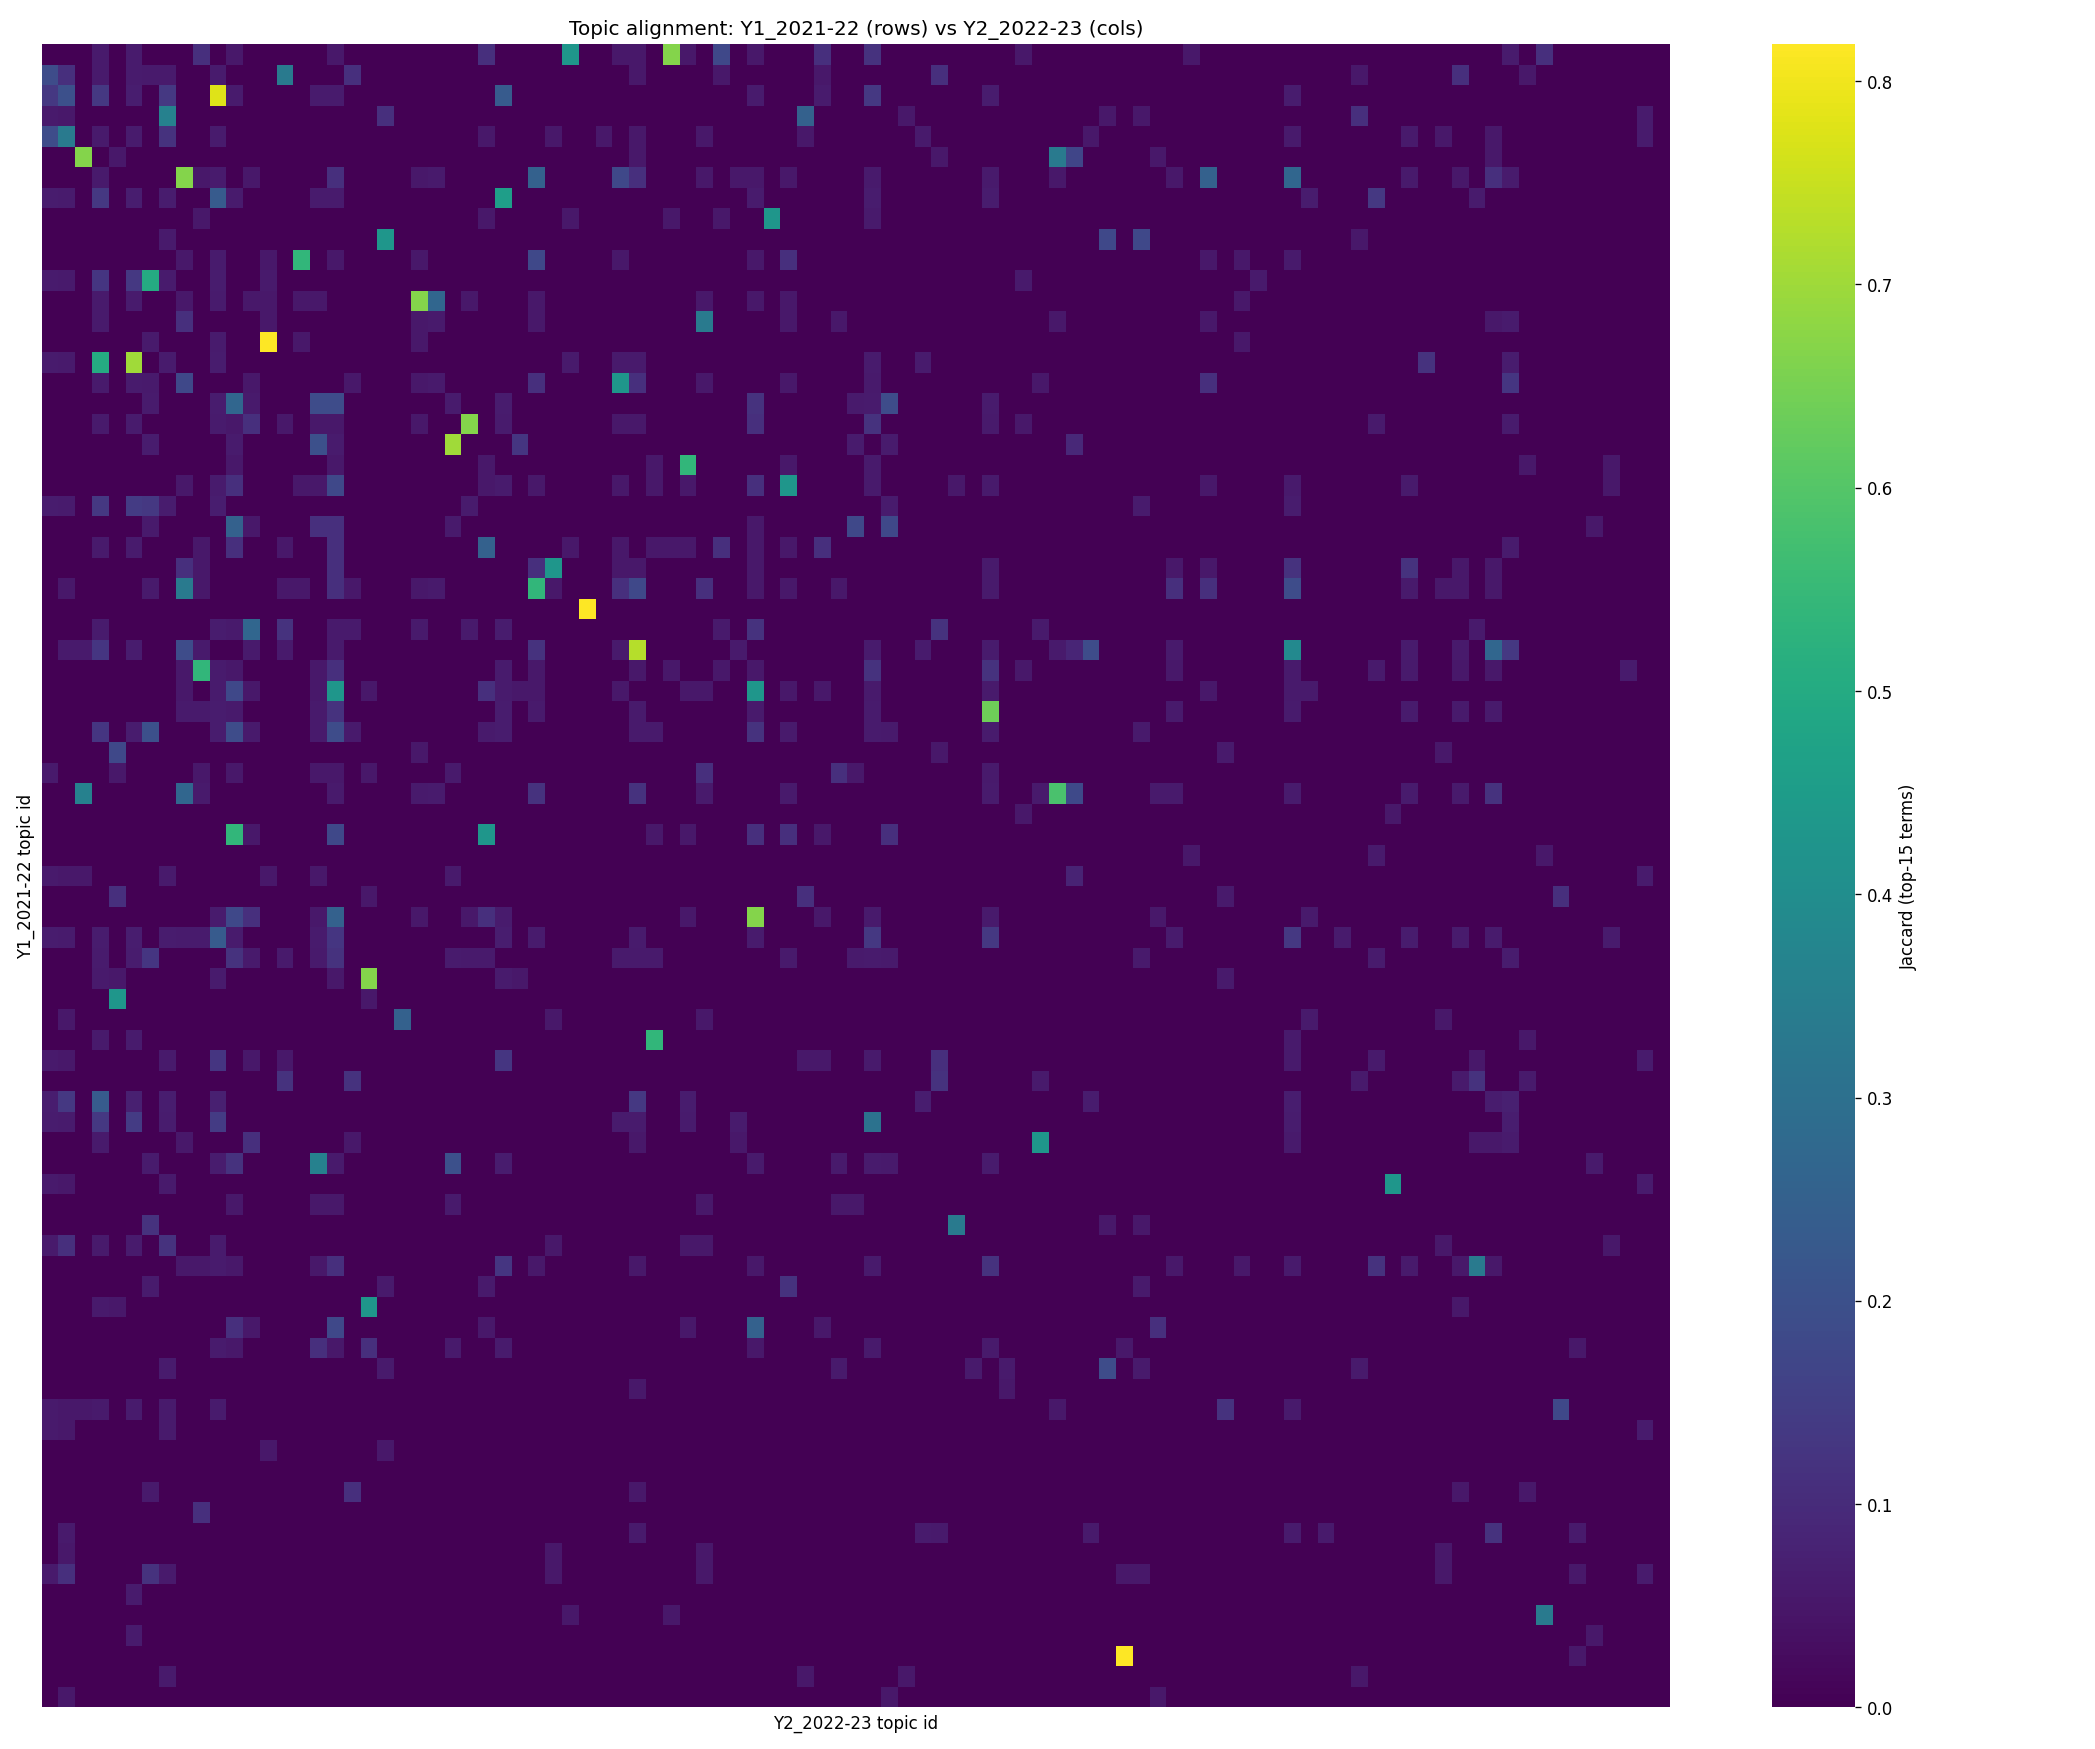 Topic alignment: Y1_2021-22 (rows) vs Y2_2022-23 (cols)
Y1_2021-22 topic id
Y2_2022-23 topic id
0.8
0.7
0.6
0.5
0.4
0.3
0.2
0.1
0.0
Jaccard (top-15 terms)